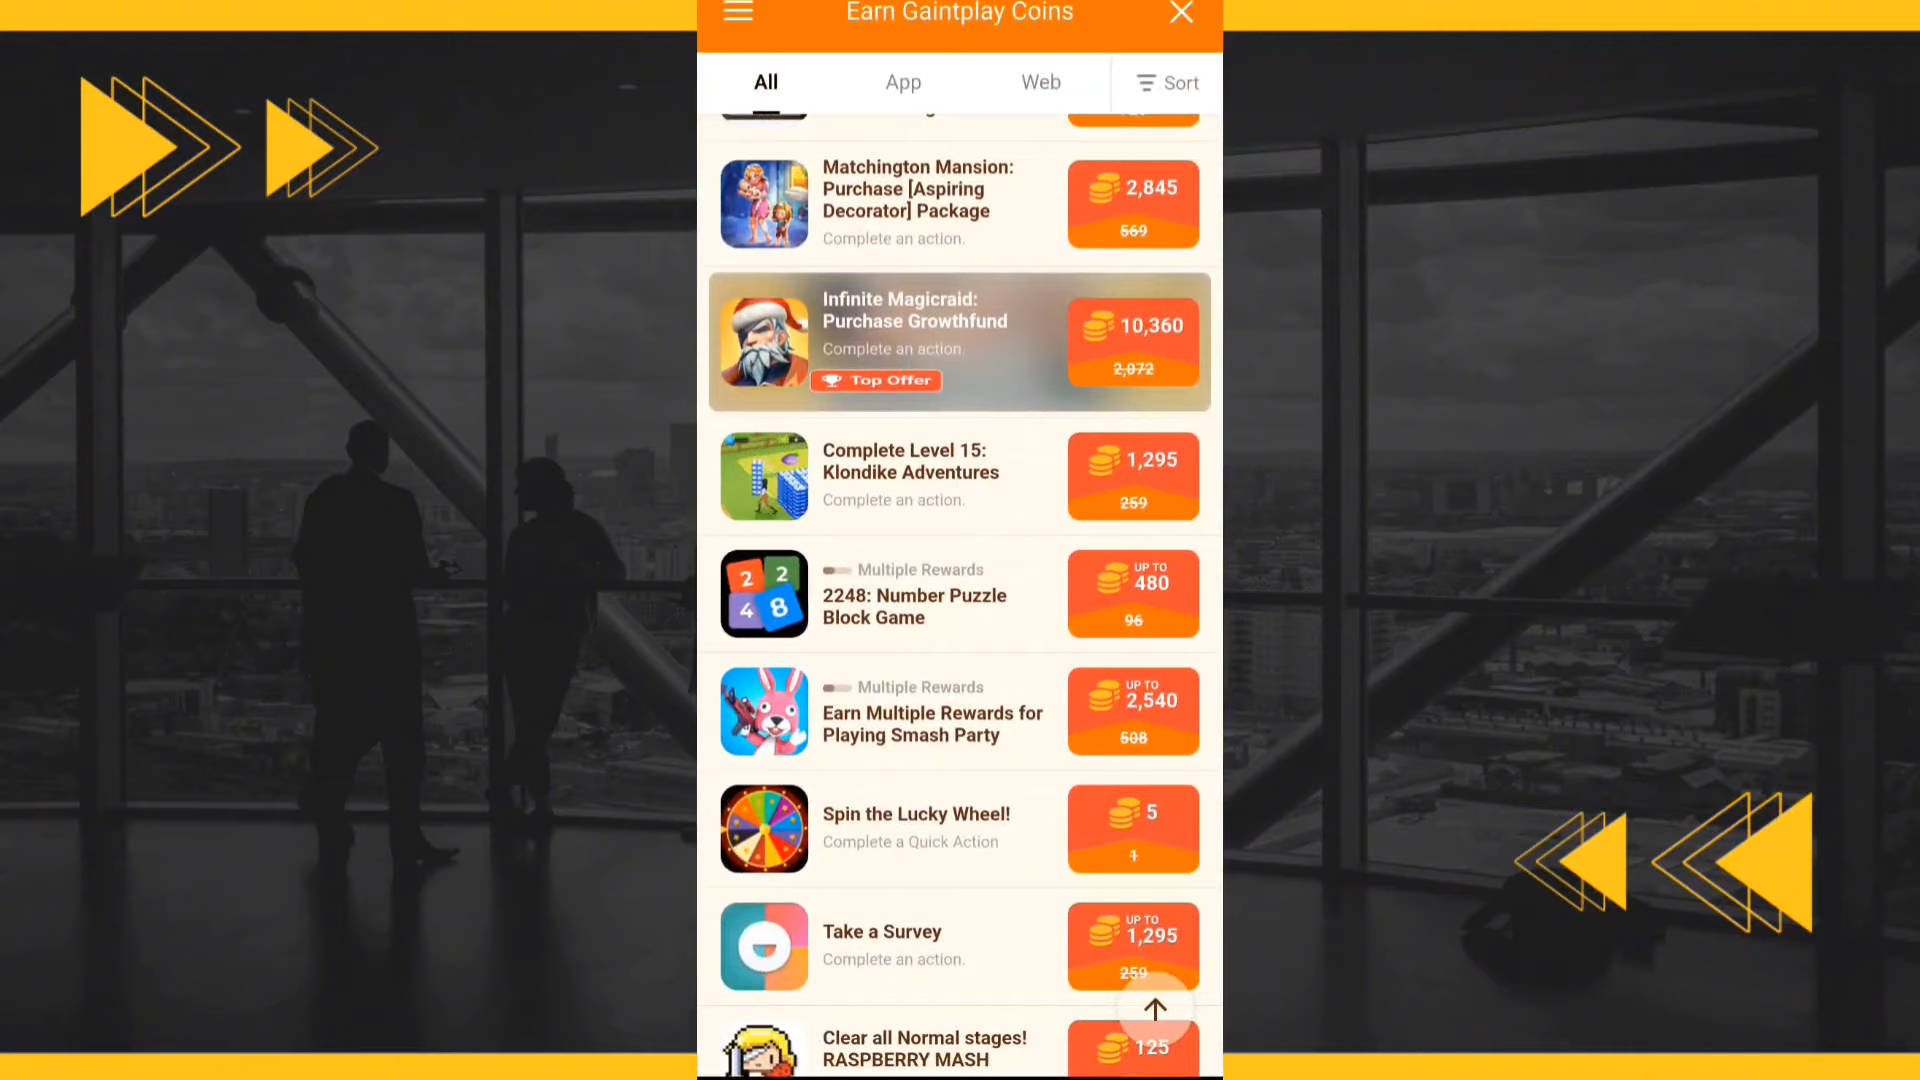 Earn Gaintplay Coins
All
App
Web
Sort
Matchington Mansion:
Purchase [Aspiring
Decorator] Package
Complete an action.
2,845
569
Infinite Magicraid:
Purchase Growthfund
Complete an action.
Top Offer
10,360
2,072
Complete Level 15:
Klondike Adventures
Complete an action.
1,295
259
2 2
4 8
Multiple Rewards
2248: Number Puzzle
Block Game
UP TO
480
96
Multiple Rewards
Earn Multiple Rewards for
Playing Smash Party
UP TO
2,540
508
Spin the Lucky Wheel!
Complete a Quick Action
5
1
Take a Survey
Complete an action.
UP TO
1,295
259
Clear all Normal stages!
RASPBERRY MASH
125